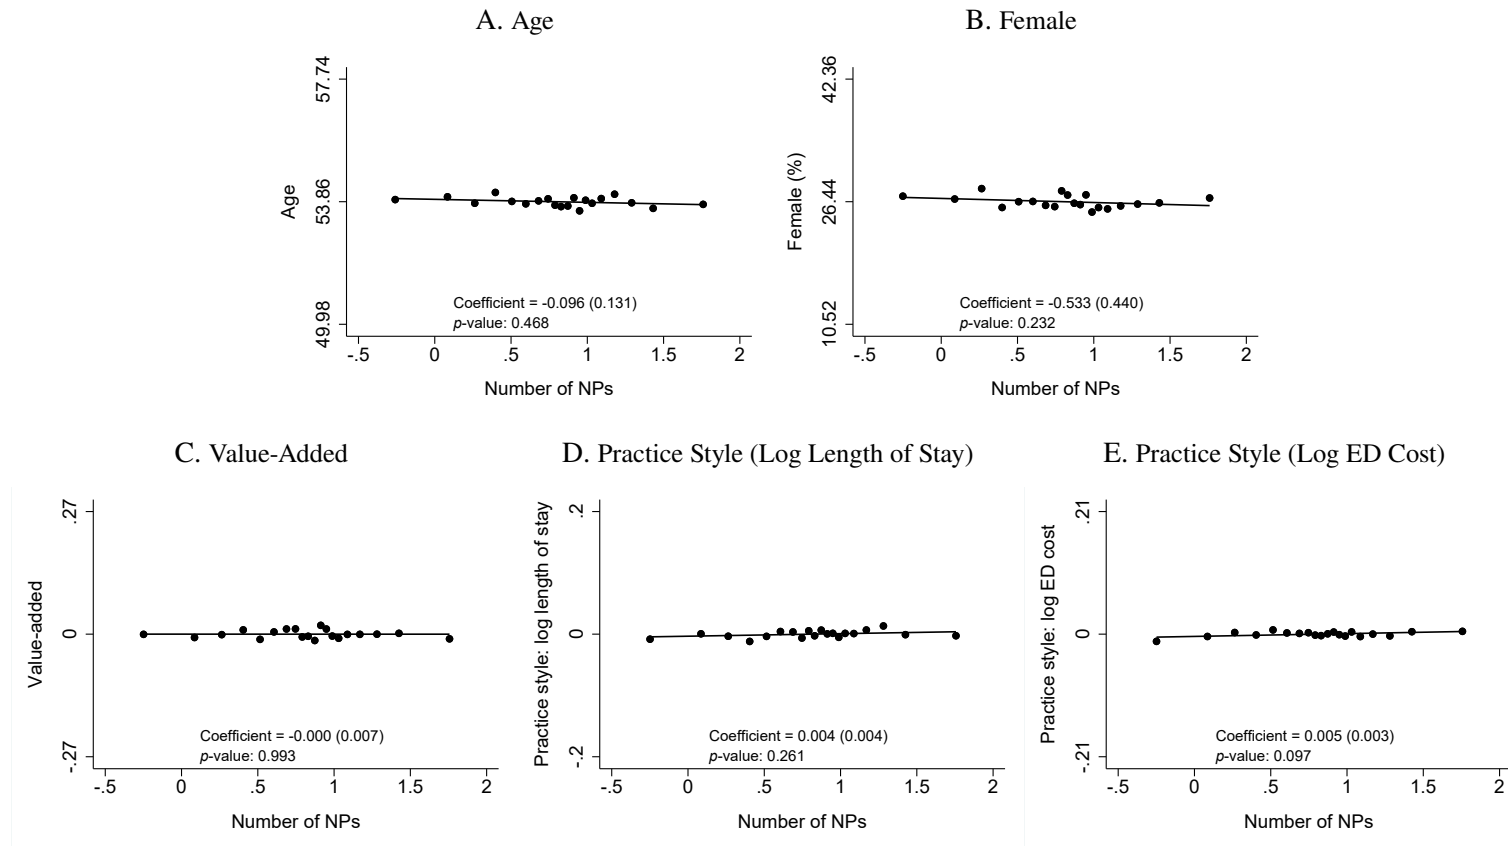 A. Age
B. Female
57.74
53.86
49.98
Age
Coefficient = -0.096 (0.131)
p-value: 0.468
-.5 0 .5 1 1.5 2
Number of NPs
42.36
26.44
10.52
Female (%)
Coefficient = -0.533 (0.440)
p-value: 0.232
-.5 0 .5 1 1.5 2
Number of NPs
C. Value-Added
D. Practice Style (Log Length of Stay)
E. Practice Style (Log ED Cost)
.27
0
-.27
Value-added
Coefficient = -0.000 (0.007)
p-value: 0.993
-.5 0 .5 1 1.5 2
Number of NPs
.2
0
-.2
Practice style: log length of stay
Coefficient = 0.004 (0.004)
p-value: 0.261
-.5 0 .5 1 1.5 2
Number of NPs
.21
0
-.21
Practice style: log ED cost
Coefficient = 0.005 (0.003)
p-value: 0.097
-.5 0 .5 1 1.5 2
Number of NPs